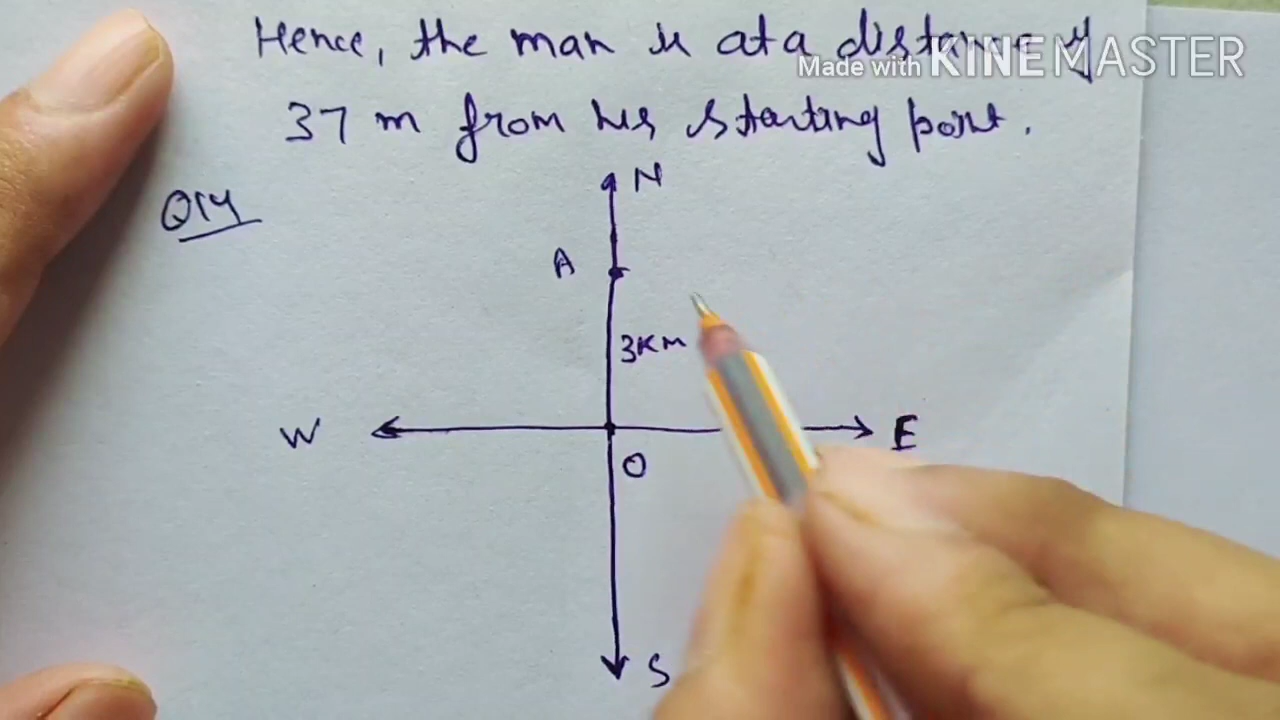 Hence, the man is at a distance of
Made with KINEMASTER
37 m from his starting point.
Q14
N
A
3KM
W
E
O
S